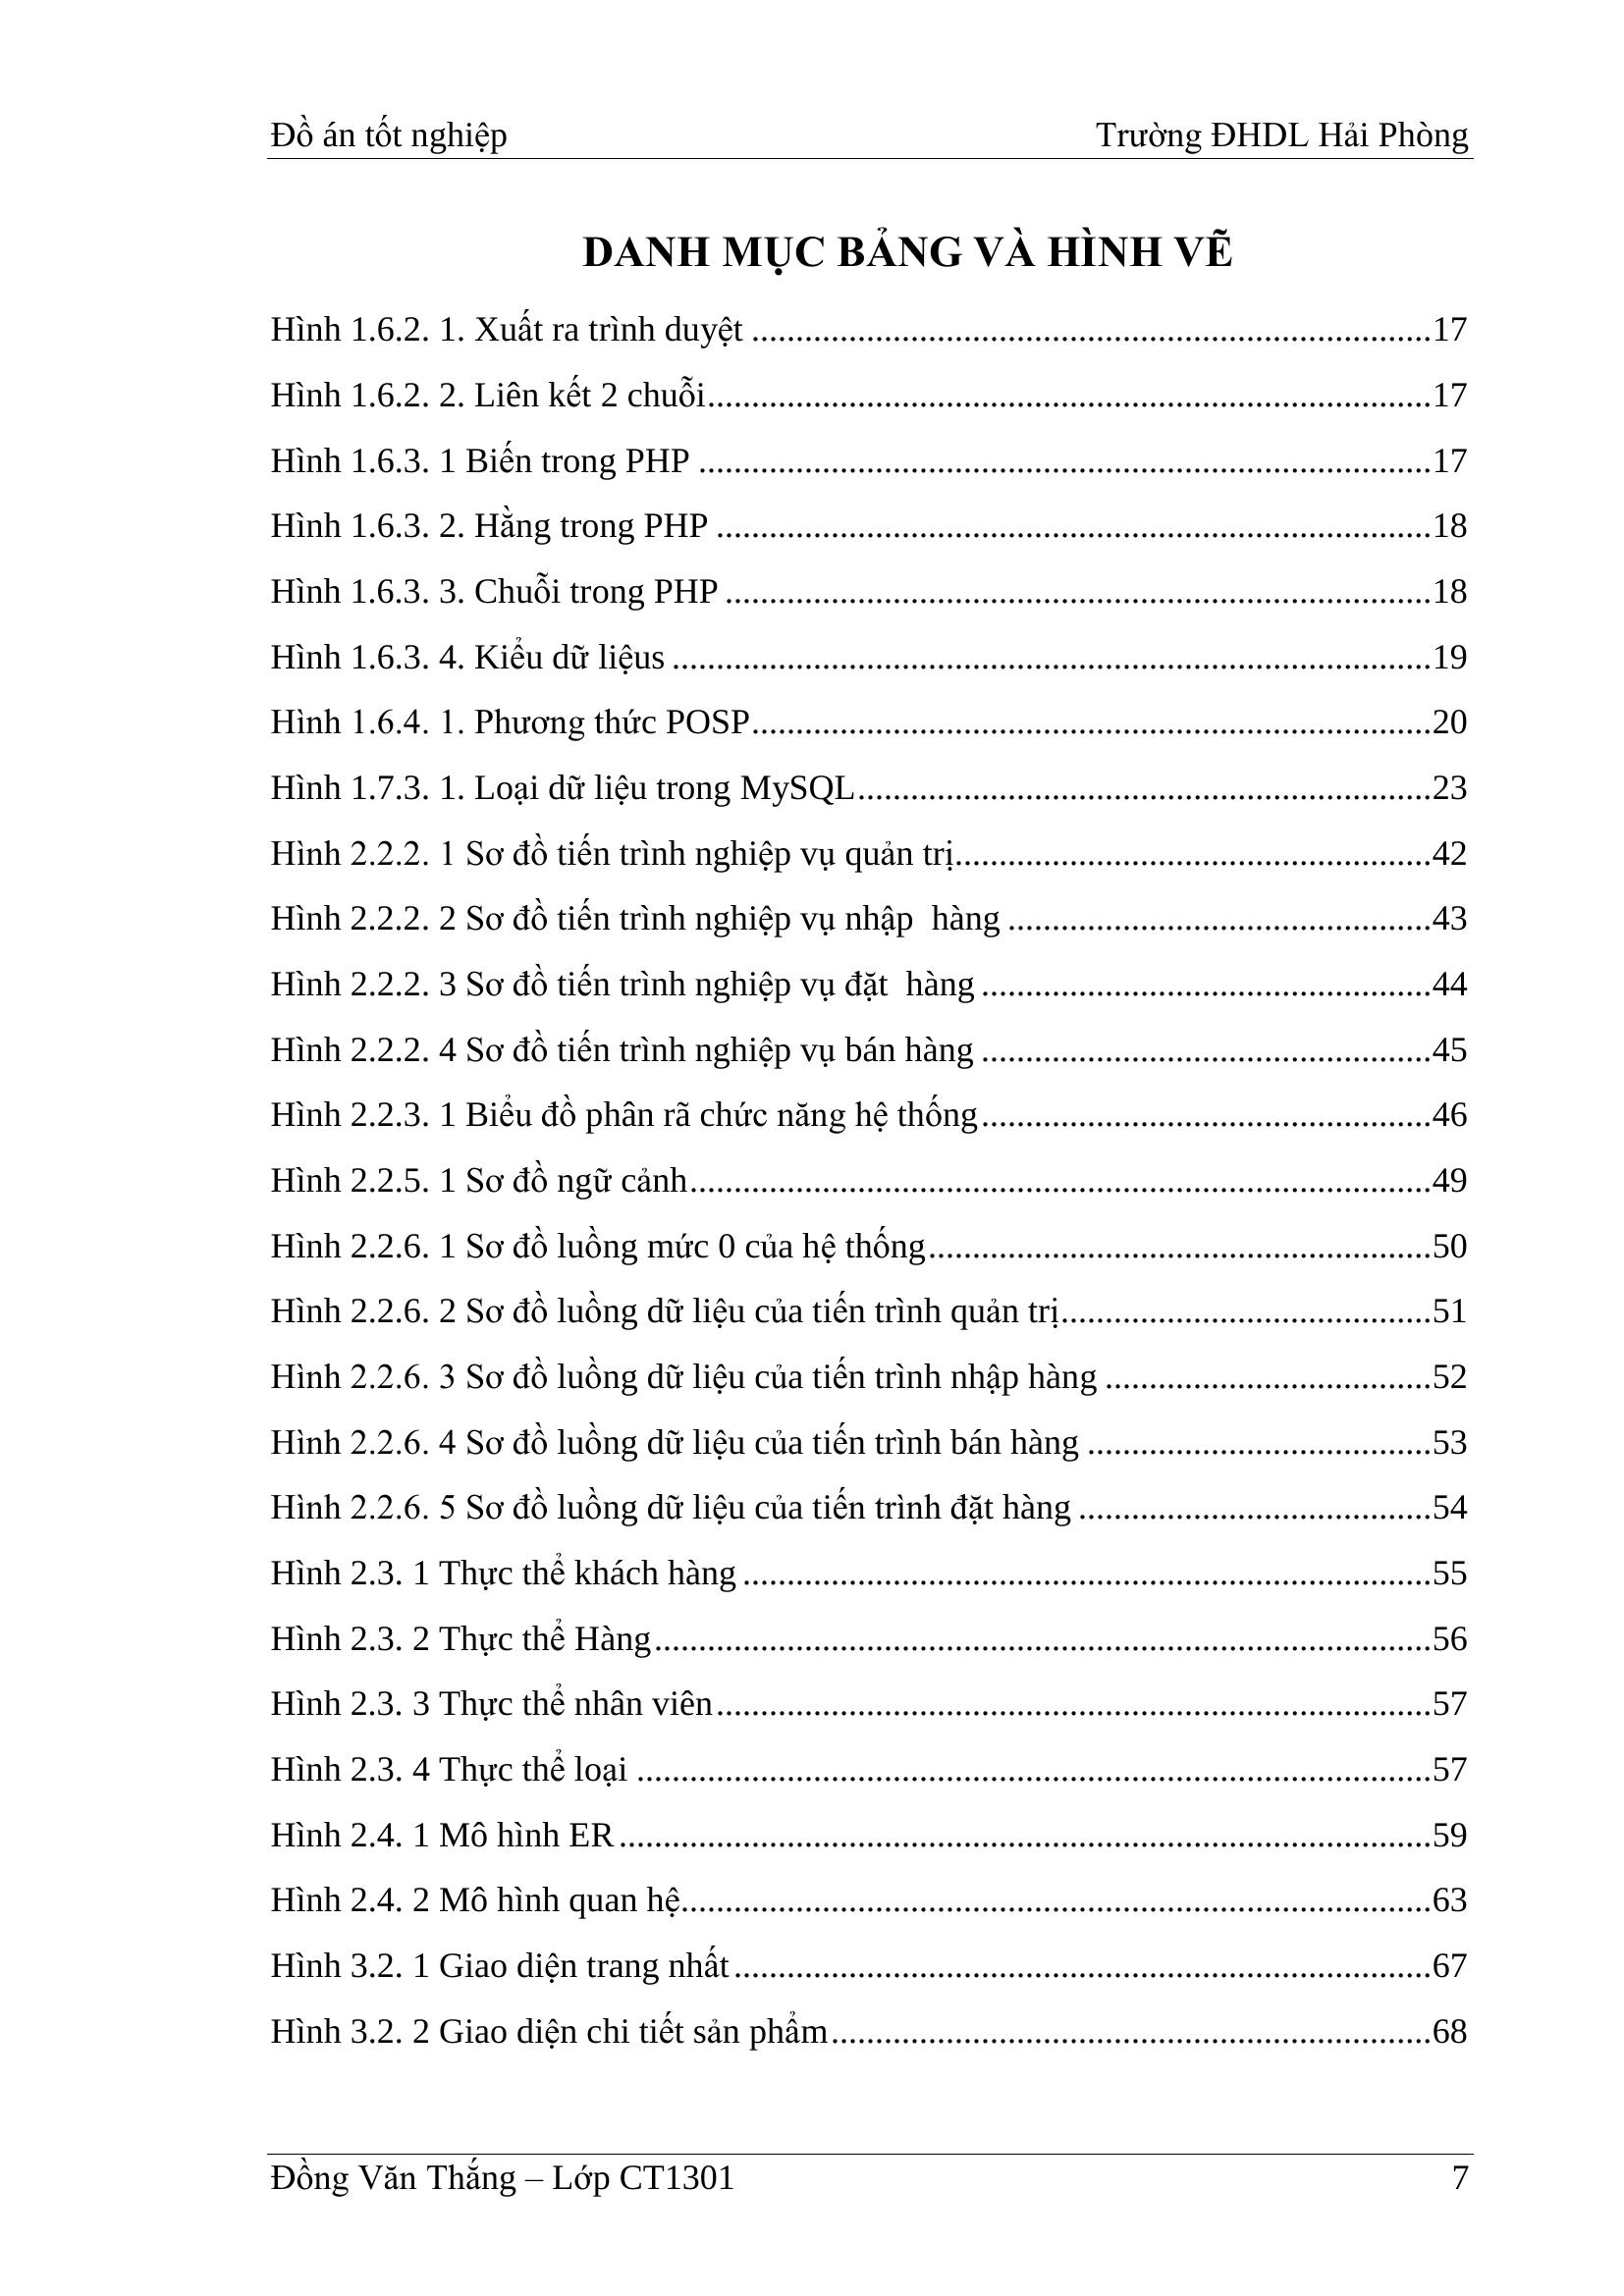 Đồ án tốt nghiệp Trường ĐHDL Hải Phòng
DANH MỤC BẢNG VÀ HÌNH VẼ
Hình 1.6.2. 1. Xuất ra trình duyệt ............................................................................17
Hình 1.6.2. 2. Liên kết 2 chuỗi.................................................................................17
Hình 1.6.3. 1 Biến trong PHP ..................................................................................17
Hình 1.6.3. 2. Hằng trong PHP ................................................................................18
Hình 1.6.3. 3. Chuỗi trong PHP ...............................................................................18
Hình 1.6.3. 4. Kiểu dữ liệus .....................................................................................19
Hình 1.6.4. 1. Phương thức POSP............................................................................20
Hình 1.7.3. 1. Loại dữ liệu trong MySQL................................................................23
Hình 2.2.2. 1 Sơ đồ tiến trình nghiệp vụ quản trị.....................................................42
Hình 2.2.2. 2 Sơ đồ tiến trình nghiệp vụ nhập  hàng ...............................................43
Hình 2.2.2. 3 Sơ đồ tiến trình nghiệp vụ đặt  hàng ..................................................44
Hình 2.2.2. 4 Sơ đồ tiến trình nghiệp vụ bán hàng ..................................................45
Hình 2.2.3. 1 Biểu đồ phân rã chức năng hệ thống..................................................46
Hình 2.2.5. 1 Sơ đồ ngữ cảnh...................................................................................49
Hình 2.2.6. 1 Sơ đồ luồng mức 0 của hệ thống........................................................50
Hình 2.2.6. 2 Sơ đồ luồng dữ liệu của tiến trình quản trị.........................................51
Hình 2.2.6. 3 Sơ đồ luồng dữ liệu của tiến trình nhập hàng ....................................52
Hình 2.2.6. 4 Sơ đồ luồng dữ liệu của tiến trình bán hàng ......................................53
Hình 2.2.6. 5 Sơ đồ luồng dữ liệu của tiến trình đặt hàng .......................................54
Hình 2.3. 1 Thực thể khách hàng .............................................................................55
Hình 2.3. 2 Thực thể Hàng.......................................................................................56
Hình 2.3. 3 Thực thể nhân viên................................................................................57
Hình 2.3. 4 Thực thể loại .........................................................................................57
Hình 2.4. 1 Mô hình ER...........................................................................................59
Hình 2.4. 2 Mô hình quan hệ....................................................................................63
Hình 3.2. 1 Giao diện trang nhất..............................................................................67
Hình 3.2. 2 Giao diện chi tiết sản phẩm...................................................................68
Đồng Văn Thắng – Lớp CT1301 7